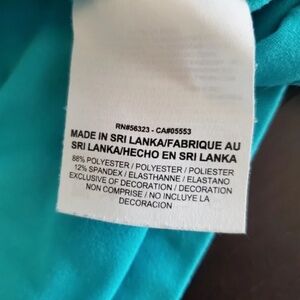 RN#56323 - CA#05553
MADE IN SRI LANKA/FABRIQUE AU
SRI LANKA/HECHO EN SRI LANKA
88% POLYESTER / POLYESTER / POLIESTER
12% SPANDEX / ELASTHANNE / ELASTANO
EXCLUSIVE OF DECORATION / DECORATION
NON COMPRISE / NO INCLUYE LA
DECORACION